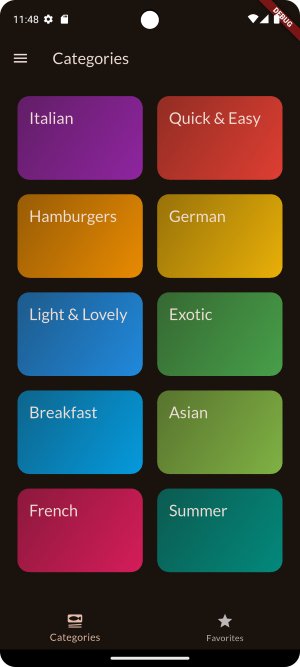 11:48
DEBUG
Categories
Italian
Quick & Easy
Hamburgers
German
Light & Lovely
Exotic
Breakfast
Asian
French
Summer
Categories
Favorites